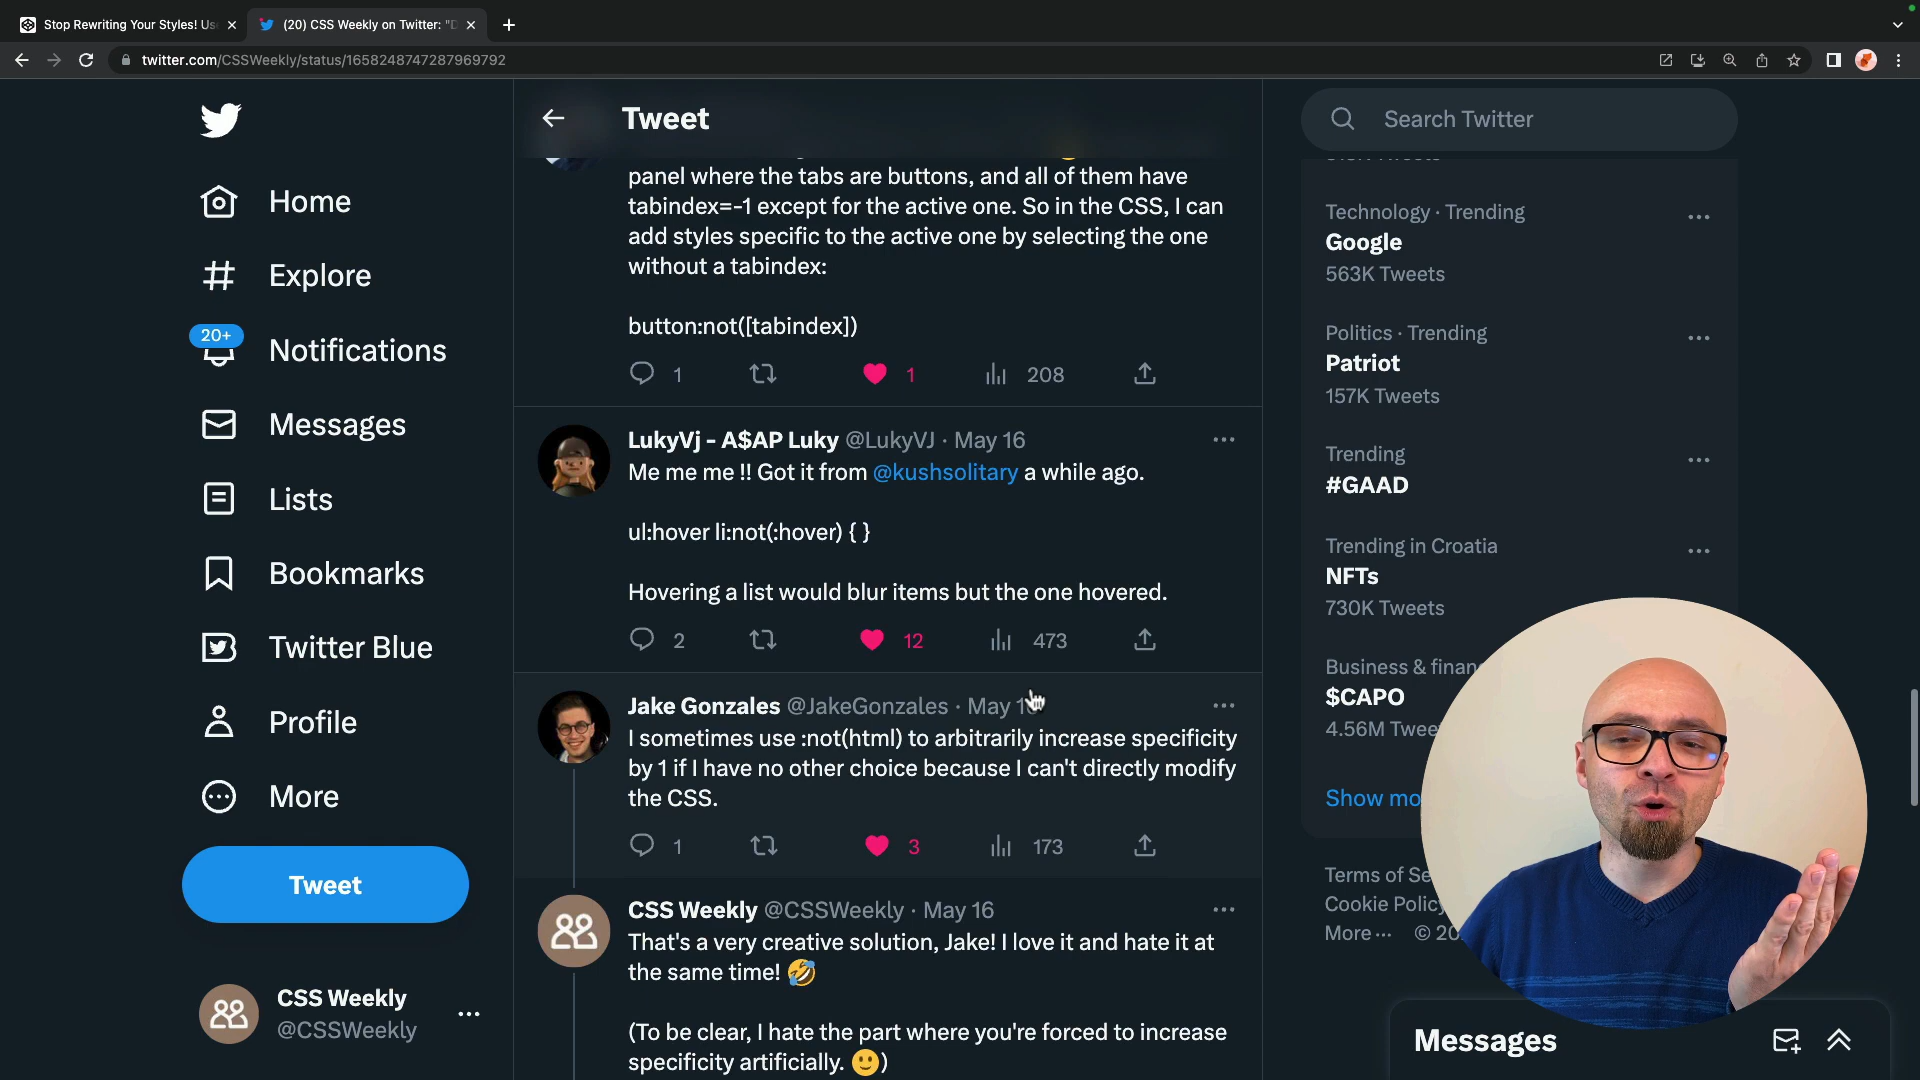 Stop Rewriting Your Styles! Us
(20) CSS Weekly on Twitter: "D
twitter.com/CSSWeekly/status/1658248747287969792
Home
Explore
20+
Notifications
Messages
Lists
Bookmarks
Twitter Blue
Profile
More
Tweet
CSS Weekly
@CSSWeekly
Tweet
panel where the tabs are buttons, and all of them have
tabindex=-1 except for the active one. So in the CSS, I can
add styles specific to the active one by selecting the one
without a tabindex:
button:not([tabindex])
1 1 208
LukyVj - A$AP Luky @LukyVJ · May 16
Me me me !! Got it from @kushsolitary a while ago.
ul:hover li:not(:hover) { }
Hovering a list would blur items but the one hovered.
2 12 473
Jake Gonzales @JakeGonzales · May
I sometimes use :not(html) to arbitrarily increase specificity
by 1 if I have no other choice because I can't directly modify
the CSS.
1 3 173
CSS Weekly @CSSWeekly · May 16
That's a very creative solution, Jake! I love it and hate it at
the same time! 🤣
(To be clear, I hate the part where you're forced to increase
specificity artificially. 🙂)
Search Twitter
Technology · Trending
Google
563K Tweets
Politics · Trending
Patriot
157K Tweets
Trending
#GAAD
Trending in Croatia
NFTs
730K Tweets
Business & finan
$CAPO
4.56M Twee
Show mo
Terms of Se
Cookie Policy
More ··· © 20
Messages